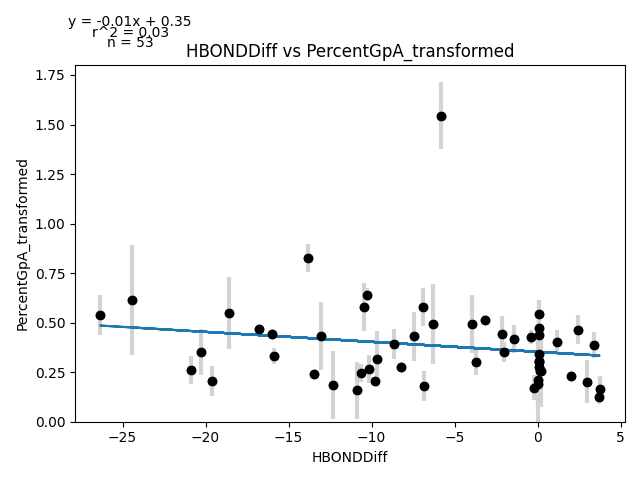 y = -0.01x + 0.35
r^2 = 0.03
n = 53
HBONDDiff vs PercentGpA_transformed
PercentGpA_transformed
1.75
1.50
1.25
1.00
0.75
0.50
0.25
0.00
−25
−20
−15
−10
−5
0
5
HBONDDiff